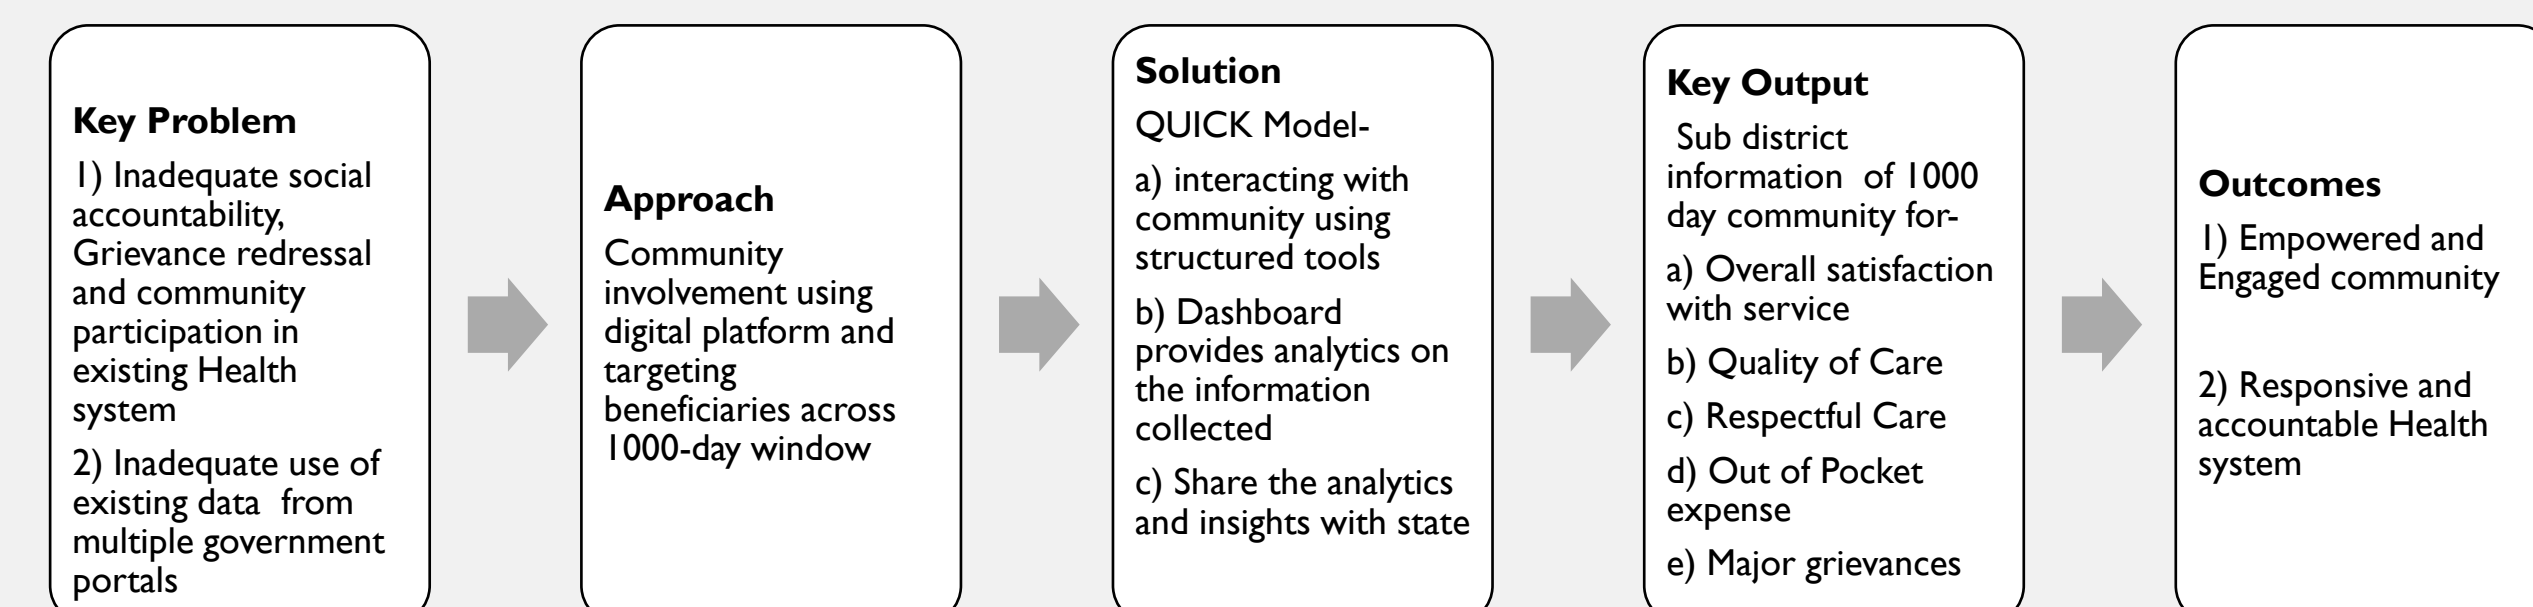 Key Problem
1) Inadequate social
accountability,
Grievance redressal
and community
participation in
existing Health
system
2) Inadequate use of
existing data  from
multiple government
portals
Approach
Community
involvement using
digital platform and
targeting
beneficiaries across
1000-day window
Solution
QUICK Model-
a) interacting with
community using
structured tools
b) Dashboard
provides analytics on
the information
collected
c) Share the analytics
and insights with state
Key Output
Sub district
information  of 1000
day community for-
a) Overall satisfaction
with service
b) Quality of Care
c) Respectful Care
d) Out of Pocket
expense
e) Major grievances
Outcomes
1) Empowered and
Engaged community
2) Responsive and
accountable Health
system